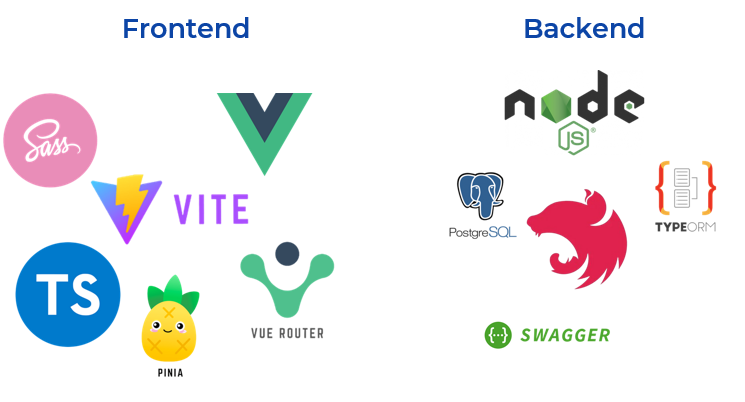 Frontend
Backend
Sass
VITE
TS
PINIA
VUE ROUTER
node
JS®
PostgreSQL
TYPEORM
{···} SWAGGER